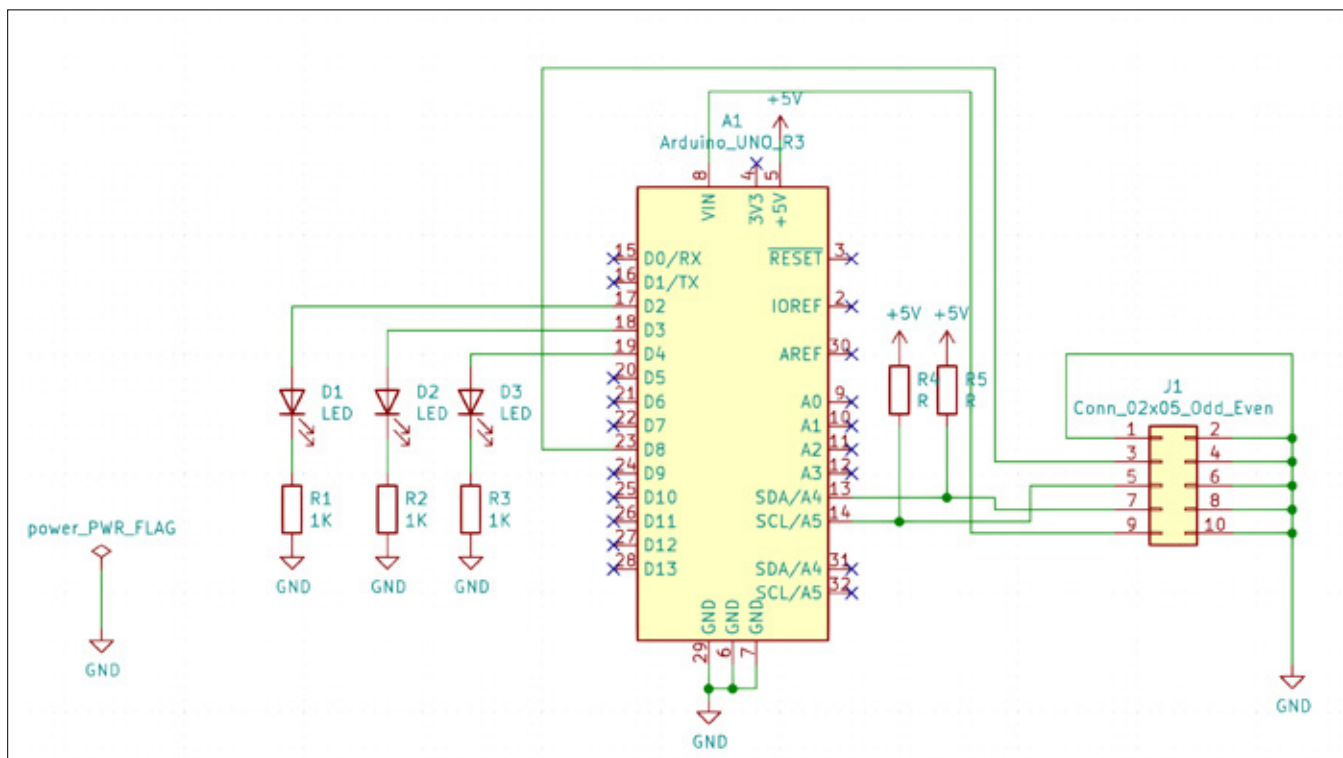 +5V
A1
Arduino_UNO_R3
8
4
5
VIN
3V3
+5V
15 D0/RX
16 D1/TX
17 D2
18 D3
19 D4
20 D5
21 D6
22 D7
23 D8
24 D9
25 D10
26 D11
27 D12
28 D13
RESET 3
IOREF 2
AREF 30
A0 9
A1 10
A2 11
A3 12
SDA/A4 13
SCL/A5 14
SDA/A4 31
SCL/A5 32
GND
GND
GND
29
6
7
GND
D1
LED
D2
LED
D3
LED
R1
1K
R2
1K
R3
1K
GND
GND
GND
power_PWR_FLAG
GND
+5V
+5V
R4
R
R5
R
J1
Conn_02x05_Odd_Even
1 2
3 4
5 6
7 8
9 10
GND